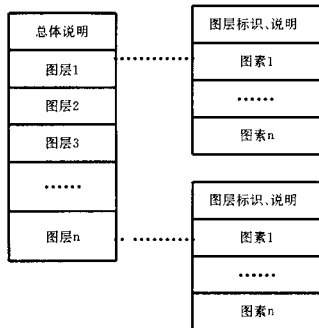 总体说明
图层1
图层2
图层3
……
图层n
图层标识、说明
图素1
……
图素n
图层标识、说明
图素1
……
图素n